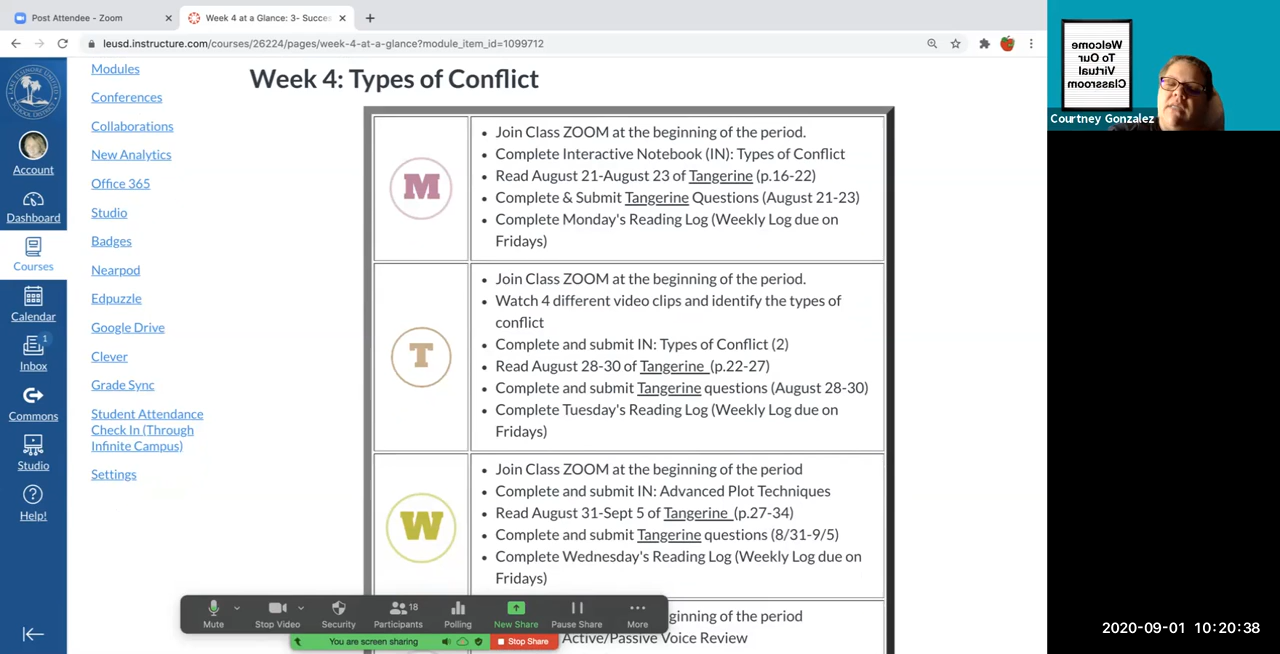 Post Attendee - Zoom
Week 4 at a Glance: 3- Succes
leusd.instructure.com/courses/26224/pages/week-4-at-a-glance?module_item_id=1099712
Account
Dashboard
Courses
Calendar
1
Inbox
Commons
Studio
Help!
Modules
Conferences
Collaborations
New Analytics
Office 365
Studio
Badges
Nearpod
Edpuzzle
Google Drive
Clever
Grade Sync
Student Attendance
Check In (Through
Infinite Campus)
Settings
Week 4: Types of Conflict
M
Join Class ZOOM at the beginning of the period.
Complete Interactive Notebook (IN): Types of Conflict
Read August 21-August 23 of Tangerine (p.16-22)
Complete & Submit Tangerine Questions (August 21-23)
Complete Monday's Reading Log (Weekly Log due on
Fridays)
T
Join Class ZOOM at the beginning of the period.
Watch 4 different video clips and identify the types of
conflict
Complete and submit IN: Types of Conflict (2)
Read August 28-30 of Tangerine (p.22-27)
Complete and submit Tangerine questions (August 28-30)
Complete Tuesday's Reading Log (Weekly Log due on
Fridays)
W
Join Class ZOOM at the beginning of the period
Complete and submit IN: Advanced Plot Techniques
Read August 31-Sept 5 of Tangerine (p.27-34)
Complete and submit Tangerine questions (8/31-9/5)
Complete Wednesday's Reading Log (Weekly Log due on
Fridays)
of the period
Active/Passive Voice Review
Mute
Stop Video
Security
18
Participants
Polling
New Share
Pause Share
More
You are screen sharing
Stop Share
Welcome
To Our
Virtual
Classroom
Courtney Gonzalez
2020-09-01 10:20:38